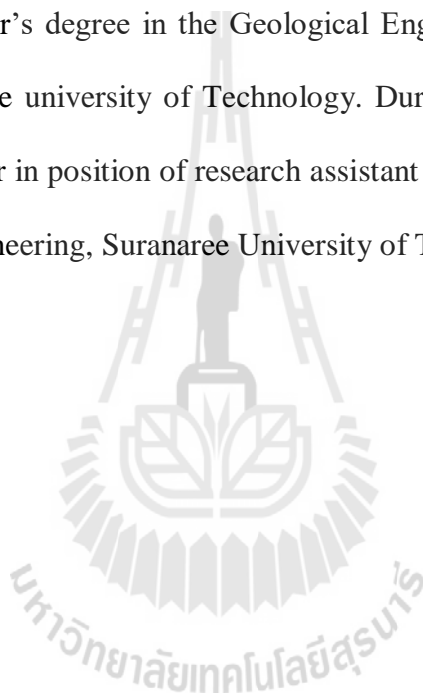 r's degree in the Geological Eng
e university of Technology. Dur
r in position of research assistant
neering, Suranaree University of T
มหาวิทยาลัยเทคโนโลยีสุรนารี